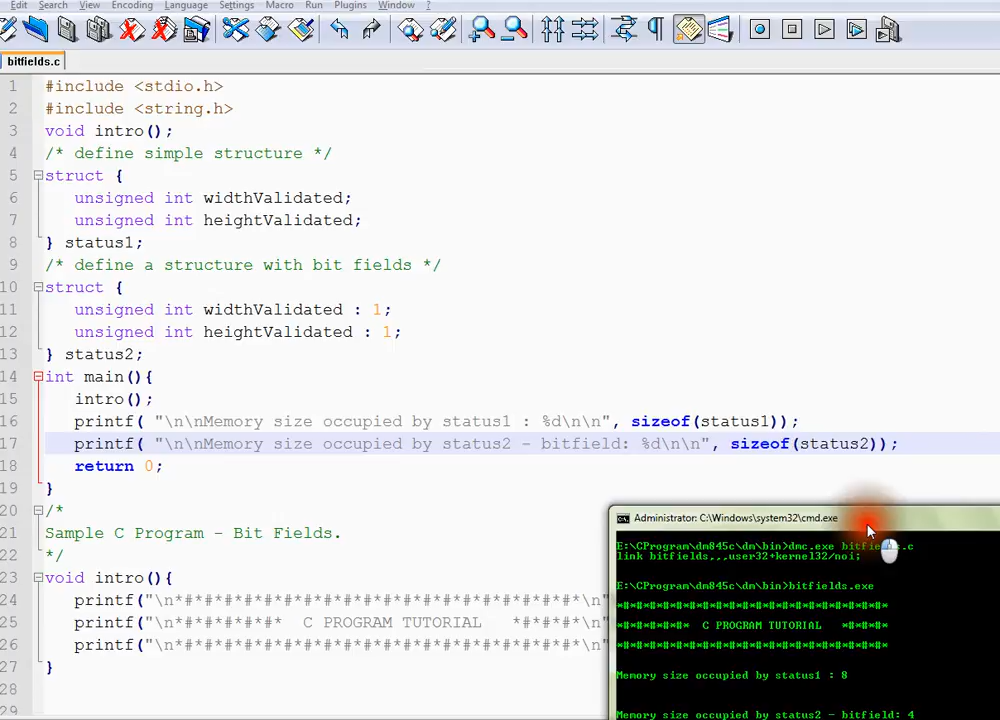 Edit Search View Encoding Language Settings Macro Run Plugins Window ?
bitfields.c
1 #include <stdio.h>
2 #include <string.h>
3 void intro();
4 /* define simple structure */
5 struct {
6 unsigned int widthValidated;
7 unsigned int heightValidated;
8 } status1;
9 /* define a structure with bit fields */
10 struct {
11 unsigned int widthValidated : 1;
12 unsigned int heightValidated : 1;
13 } status2;
14 int main(){
15 intro();
16 printf( "\n\nMemory size occupied by status1 : %d\n\n", sizeof(status1));
17 printf( "\n\nMemory size occupied by status2 - bitfield: %d\n\n", sizeof(status2));
18 return 0;
19 }
20 /*
21 Sample C Program - Bit Fields.
22 */
23 void intro(){
24 printf("\n*#*#*#*#*#*#*#*#*#*#*#*#*#*#*#*#*#*#*#*#*#*\n"
25 printf("\n*#*#*#*#*#* C PROGRAM TUTORIAL *#*#*#*\n"
26 printf("\n*#*#*#*#*#*#*#*#*#*#*#*#*#*#*#*#*#*#*#*#*#*\n"
27 }
28
29
Administrator: C:\Windows\system32\cmd.exe
E:\CProgram\dm845c\dm\bin>dmc.exe bitfields.c
link bitfields,,,user32+kernel32/noi;
E:\CProgram\dm845c\dm\bin>bitfields.exe
*#*#*#*#*#*#*#*#*#*#*#*#*#*#*#*#*#*#*#*
*#*#*#*#*#* C PROGRAM TUTORIAL *#*#*#*
*#*#*#*#*#*#*#*#*#*#*#*#*#*#*#*#*#*#*#*
Memory size occupied by status1 : 8
Memory size occupied by status2 - bitfield: 4